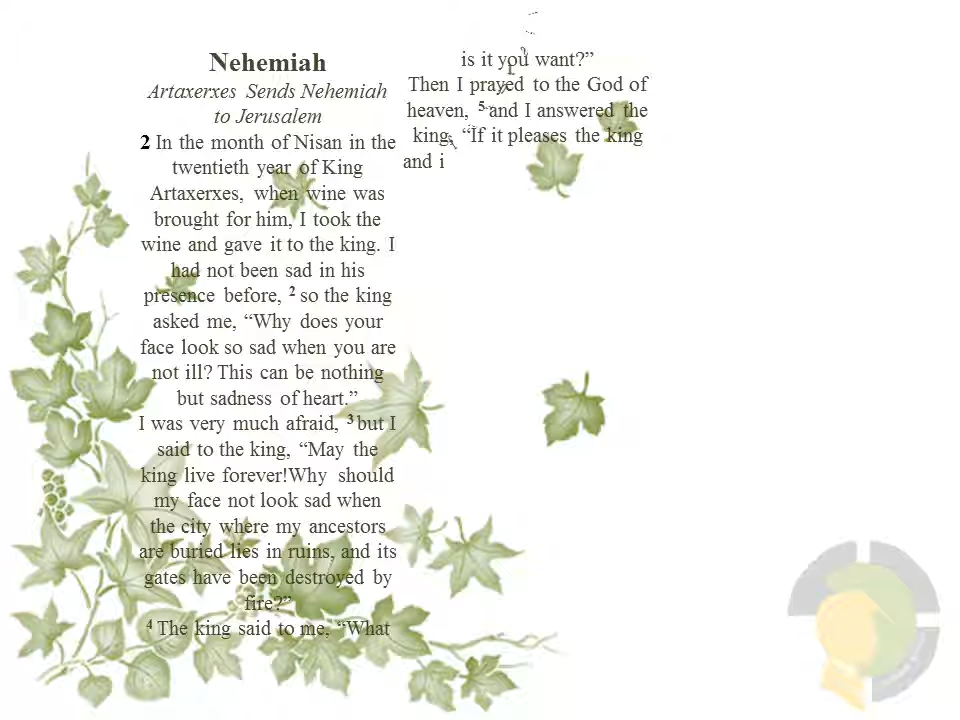 Nehemiah
Artaxerxes Sends Nehemiah
to Jerusalem
2 In the month of Nisan in the
twentieth year of King
Artaxerxes, when wine was
brought for him, I took the
wine and gave it to the king. I
had not been sad in his
presence before, 2 so the king
asked me, “Why does your
face look so sad when you are
not ill? This can be nothing
but sadness of heart.”
I was very much afraid, 3 but I
said to the king, “May the
king live forever!Why should
my face not look sad when
the city where my ancestors
are buried lies in ruins, and its
gates have been destroyed by
fire?”
4 The king said to me, “What
is it you want?”
Then I prayed to the God of
heaven, 5 and I answered the
king, “If it pleases the king
and i